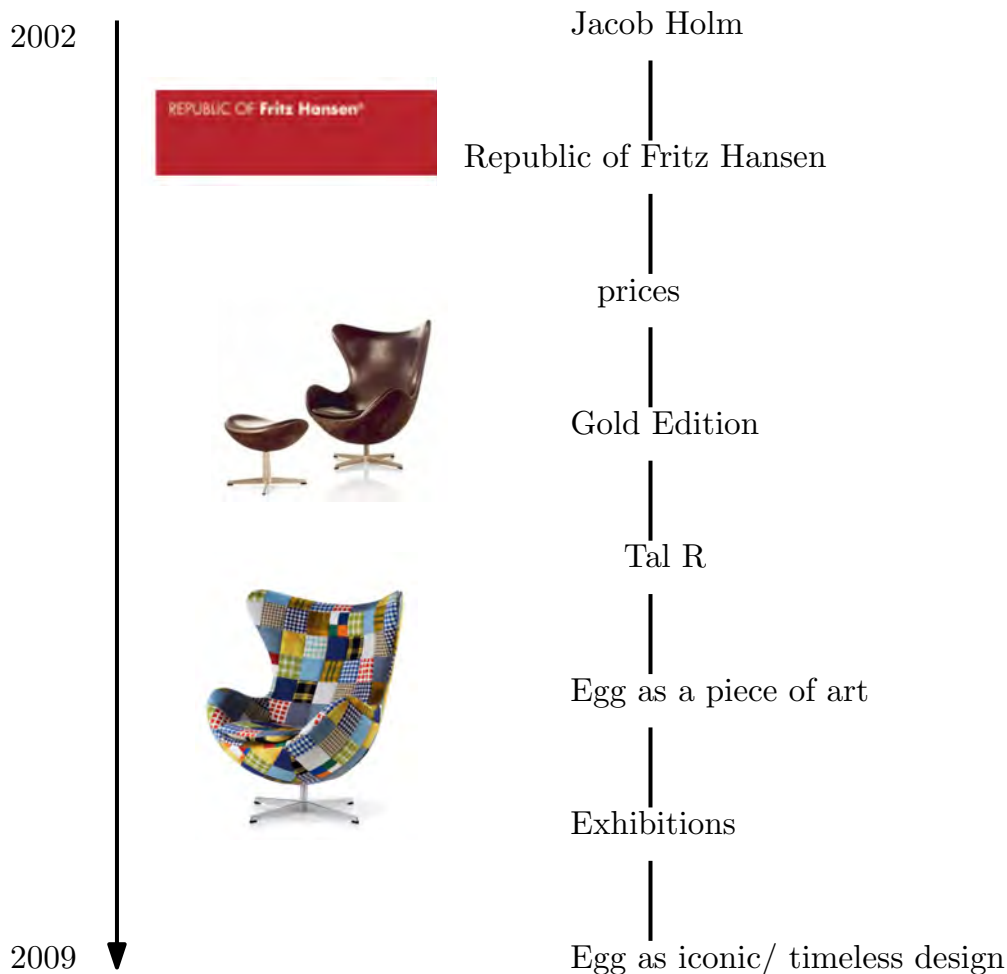 2002
Jacob Holm
REPUBLIC OF Fritz Hansen®
Republic of Fritz Hansen
prices
Gold Edition
Tal R
Egg as a piece of art
Exhibitions
2009
Egg as iconic/ timeless design